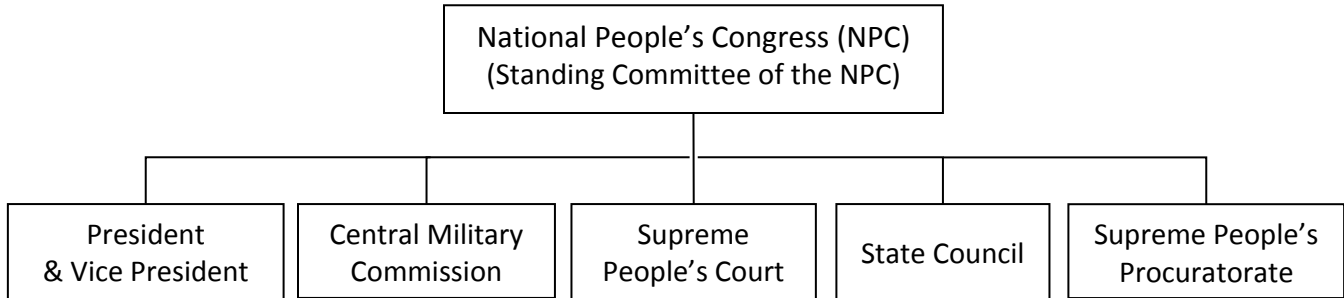 National People’s Congress (NPC)
(Standing Committee of the NPC)
President
& Vice President
Central Military
Commission
Supreme
People’s Court
State Council
Supreme People’s
Procuratorate